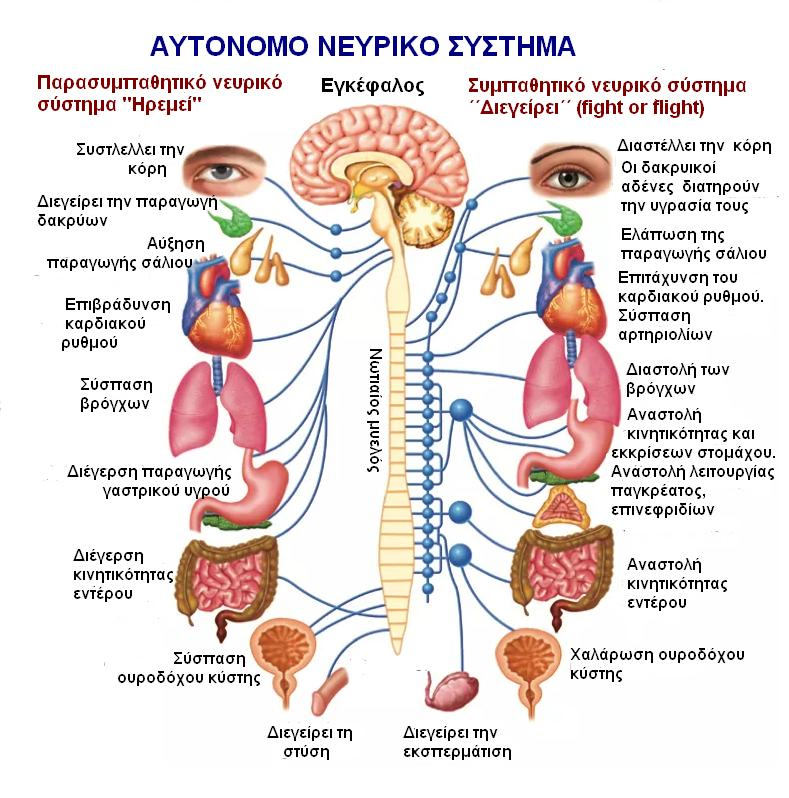 ΑΥΤΟΝΟΜΟ ΝΕΥΡΙΚΟ ΣΥΣΤΗΜΑ
Παρασυμπαθητικό νευρικό
σύστημα "Ηρεμεί"
Εγκέφαλος
Συμπαθητικό νευρικό σύστημα
΄΄Διεγείρει΄΄ (fight or flight)
Συστλελλει την
κόρη
Διεγείρει την παραγωγή
δακρύων
Αύξηση
παραγωγής σάλιου
Επιβράδυνση
καρδιακού
ρυθμού
Σύσπαση
βρόγχων
Διέγερση παραγωγής
γαστρικού υγρού
Διέγερση
κινητικότητας
εντέρου
Σύσπαση
ουροδόχου κύστης
Διεγείρει τη
στύση
Νωτιαίος μυελός
Διαστέλλει την κόρη
Οι δακρυικοί
αδένες διατηρούν
την υγρασία τους
Ελάπωση της
παραγωγής σάλιου
Επιτάχυνση του
καρδιακού ρυθμού.
Σύσπαση
αρτηριολίων
Διαστολή των
βρόγχων
Αναστολή
κινητικότητας και
εκκρίσεων στομάχου.
Αναστολή λειτουργίας
παγκρέατος,
επινεφριδίων
Αναστολή
κινητικότητας
εντέρου
Χαλάρωση ουροδόχου
κύστης
Διεγείρει την
εκσπερμάτιση